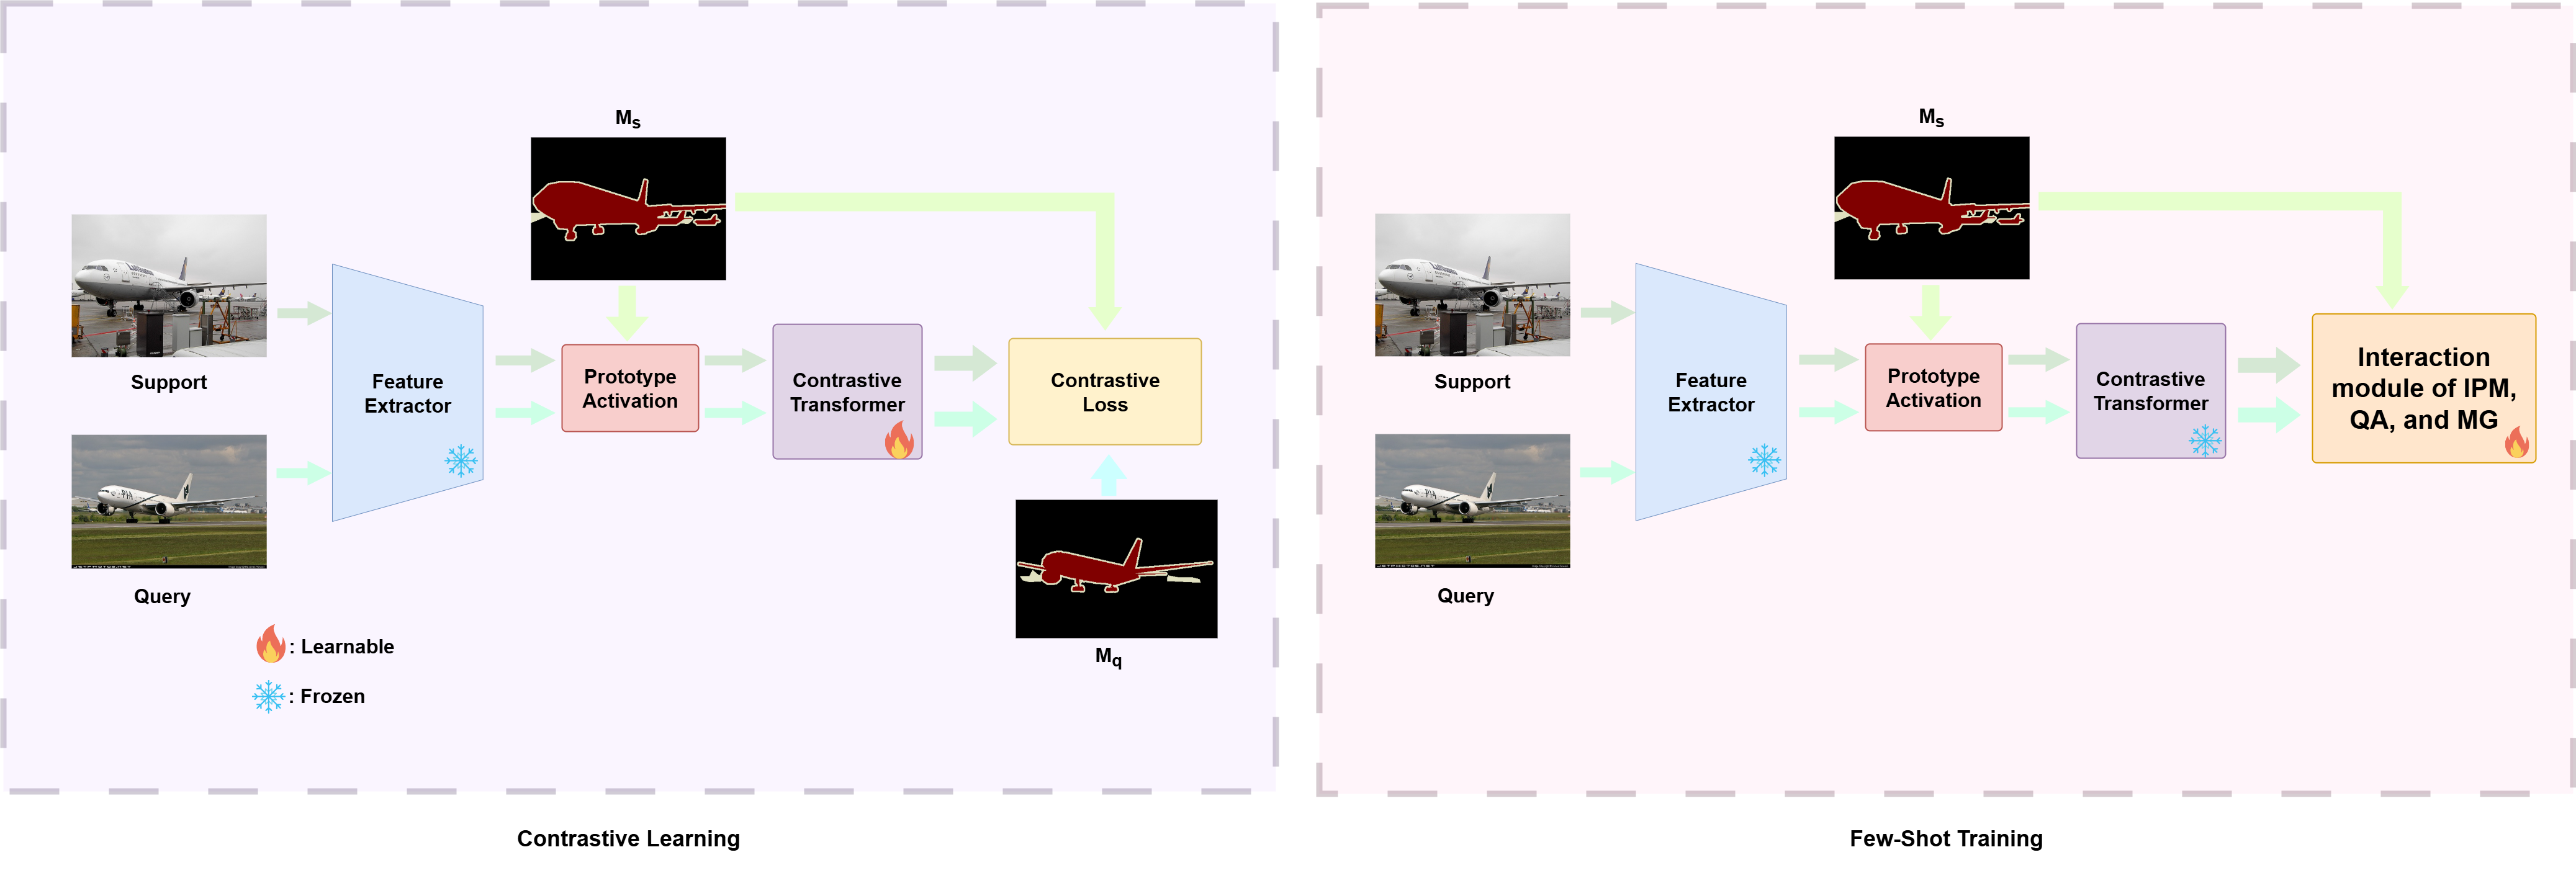 M_s
Support
Query
Feature
Extractor
Prototype
Activation
Contrastive
Transformer
Contrastive
Loss
M_q
: Learnable
: Frozen
Contrastive Learning
M_s
Support
Query
Feature
Extractor
Prototype
Activation
Contrastive
Transformer
Interaction
module of IPM,
QA, and MG
Few-Shot Training